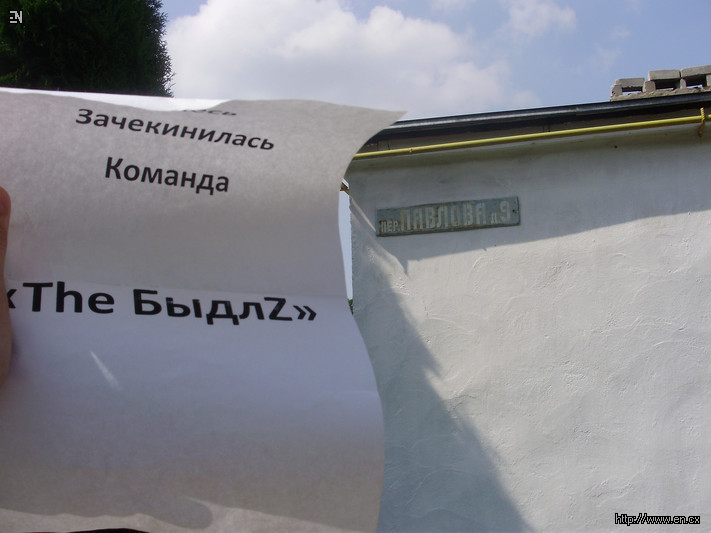 EN
Зачекинилась
Команда
«The БыдлZ»
ПЕР. ПАВЛОВА Д. 9
http://www.en.cx